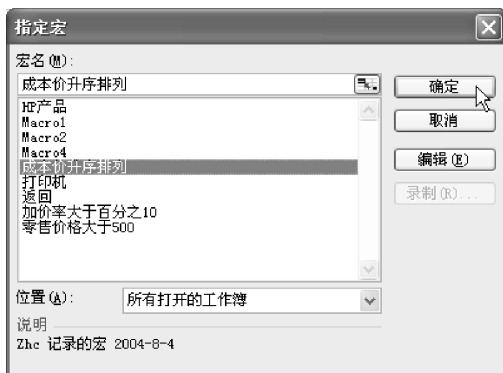 指定宏
宏名(M):
成本价升序排列
确定
HP产品
Macro1
Macro2
Macro4
成本价升序排列
打印机
返回
加价率大于百分之10
零售价格大于500
取消
编辑(E)
录制(R)...
位置(A):
所有打开的工作簿
说明
Zhc 记录的宏 2004-8-4